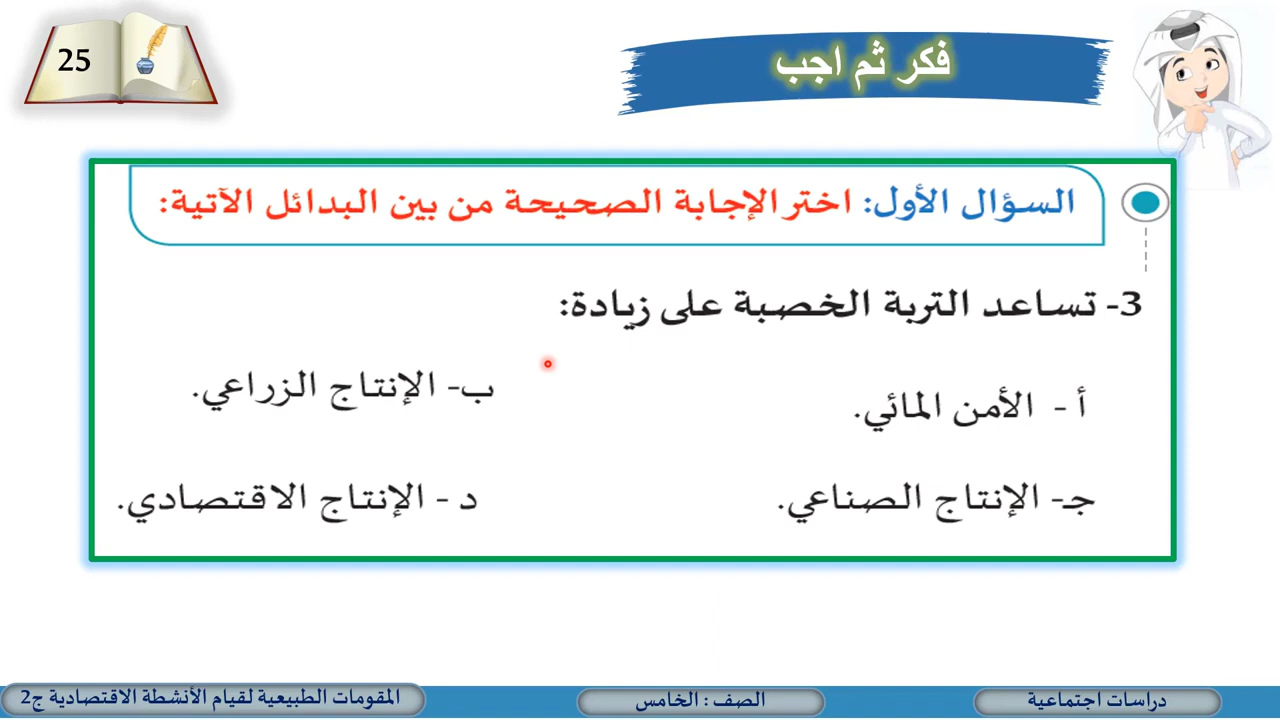 25
فكر ثم اجب
السؤال الأول: اختر الإجابة الصحيحة من بين البدائل الآتية:
3- تساعد التربة الخصبة على زيادة:
أ - الأمن المائي.
ب- الإنتاج الزراعي.
جـ- الإنتاج الصناعي.
د - الإنتاج الاقتصادي.
دراسات اجتماعية
الصف : الخامس
المقومات الطبيعية لقيام الأنشطة الاقتصادية ج2